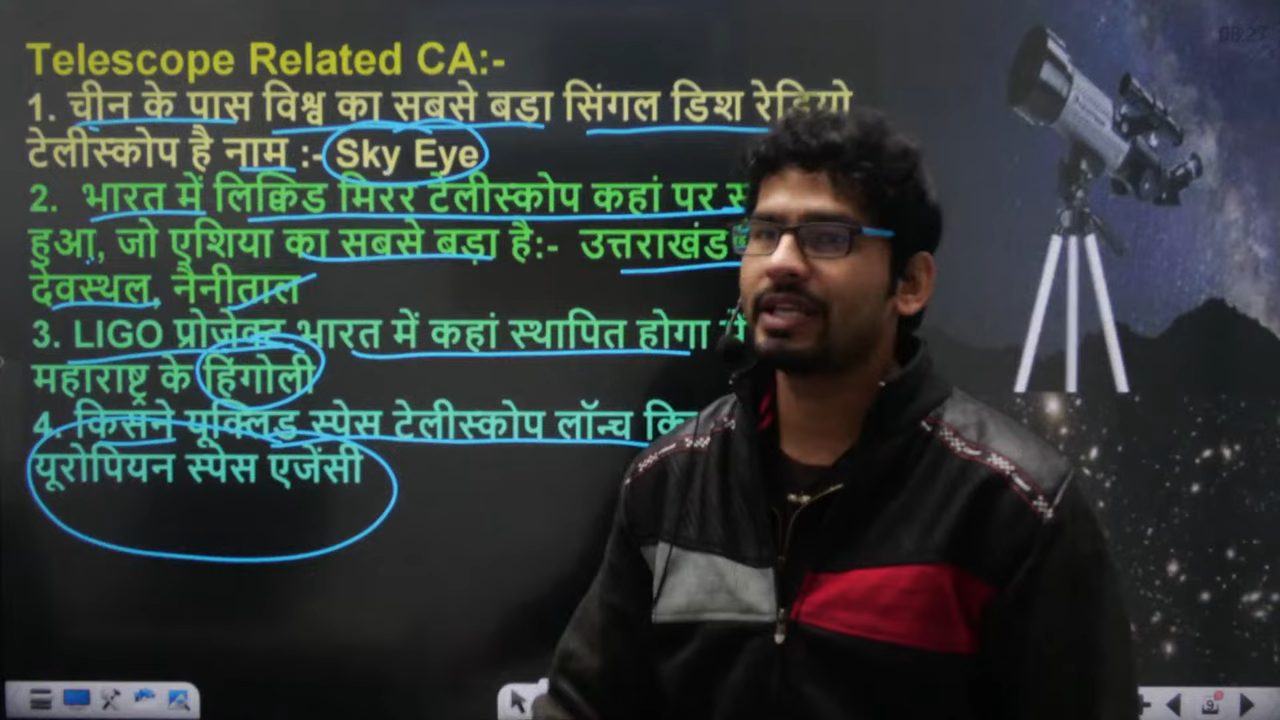 Telescope Related CA:-
1. चीन के पास विश्व का सबसे बड़ा सिंगल डिश रेडियो
टेलीस्कोप है नाम :- Sky Eye
2. भारत में लिक्विड मिरर टेलीस्कोप कहां पर
हुआ, जो एशिया का सबसे बड़ा है:- उत्तराखंड
देवस्थल, नैनीताल
3. LIGO प्रोजेक्ट भारत में कहां स्थापित होगा
महाराष्ट्र के हिंगोली
4. किसने यूक्लिड स्पेस टेलीस्कोप लॉन्च
यूरोपियन स्पेस एजेंसी